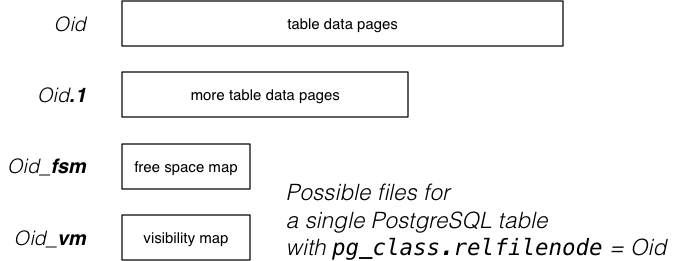 Oid
table data pages
Oid.1
more table data pages
Oid_fsm
free space map
Oid_vm
visibility map
Possible files for
a single PostgreSQL table
with pg_class.relfilenode = Oid